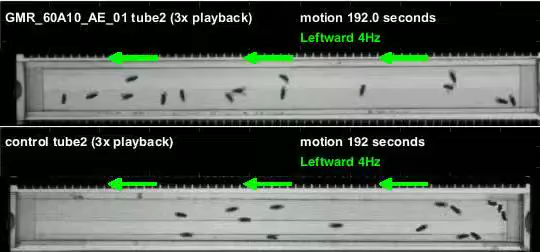 GMR_60A10_AE_01 tube2 (3x playback)
motion 192.0 seconds
Leftward 4Hz
control tube2 (3x playback)
motion 192 seconds
Leftward 4Hz